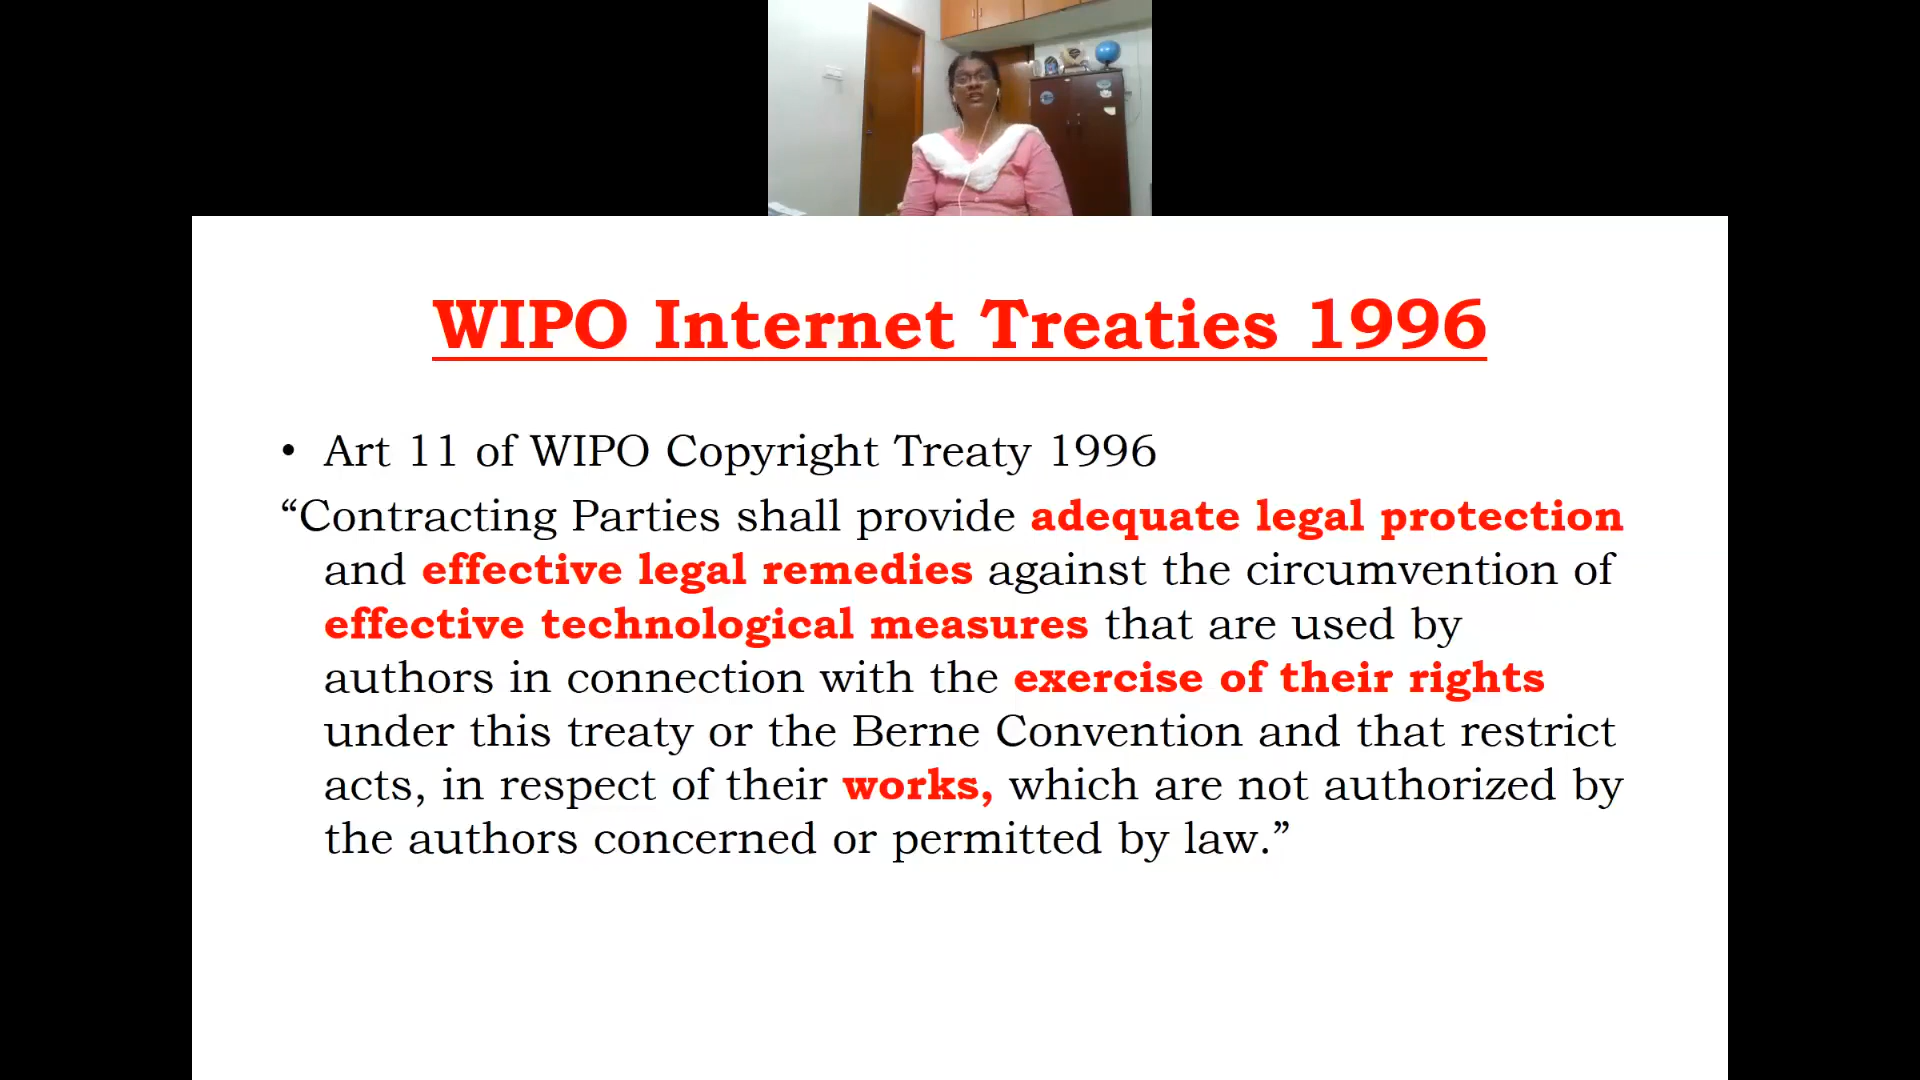 WIPO Internet Treaties 1996
• Art 11 of WIPO Copyright Treaty 1996
“Contracting Parties shall provide adequate legal protection
and effective legal remedies against the circumvention of
effective technological measures that are used by
authors in connection with the exercise of their rights
under this treaty or the Berne Convention and that restrict
acts, in respect of their works, which are not authorized by
the authors concerned or permitted by law.”